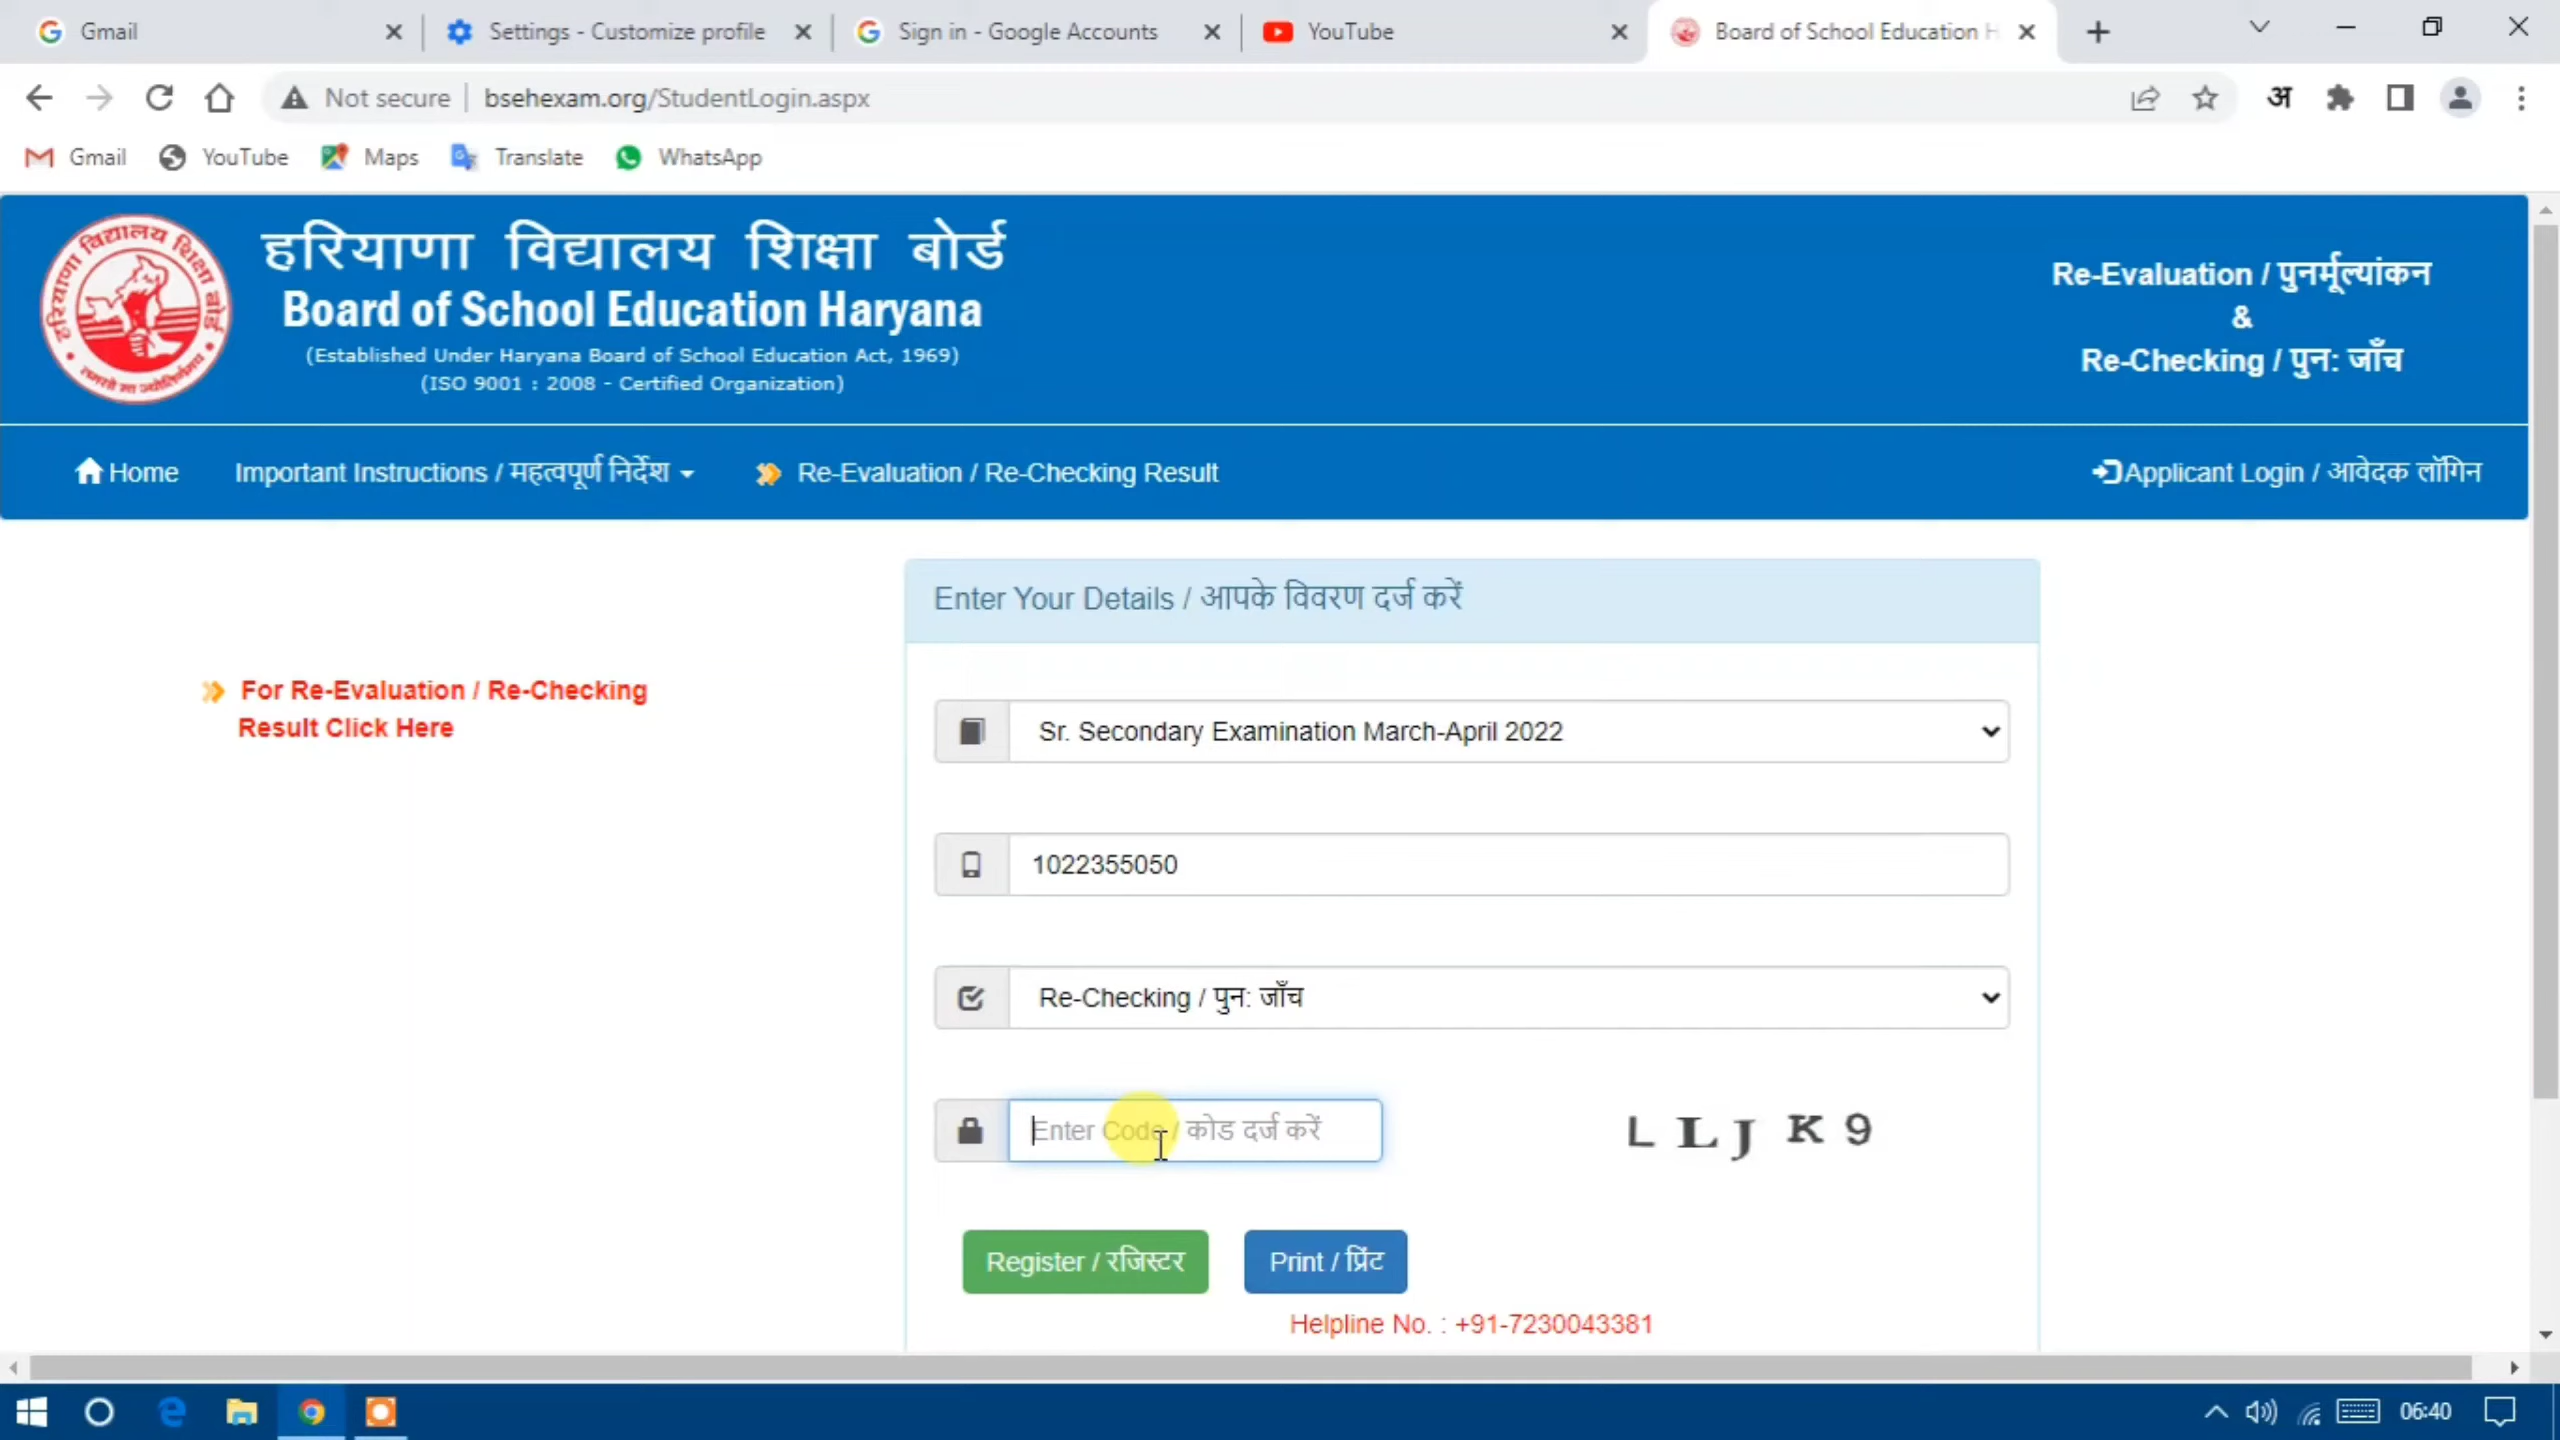 Gmail
Settings - Customize profile
Sign in - Google Accounts
YouTube
Board of School Education H
Not secure
bsehexam.org/StudentLogin.aspx
अ
Gmail
YouTube
Maps
Translate
WhatsApp
हरियाणा विद्यालय शिक्षा बोर्ड
Board of School Education Haryana
(Established Under Haryana Board of School Education Act, 1969)
(ISO 9001 : 2008 - Certified Organization)
हरियाणा विद्यालय शिक्षा बोर्ड
Re-Evaluation / पुनर्मूल्यांकन
&
Re-Checking / पुन: जाँच
Home
Important Instructions / महत्वपूर्ण निर्देश
Re-Evaluation / Re-Checking Result
Applicant Login / आवेदक लॉगिन
For Re-Evaluation / Re-Checking
Result Click Here
Enter Your Details / आपके विवरण दर्ज करें
Sr. Secondary Examination March-April 2022
1022355050
Re-Checking / पुन: जाँच
Enter Code / कोड दर्ज करें
L L J K 9
Register / रजिस्टर
Print / प्रिंट
Helpline No. : +91-7230043381
06:40